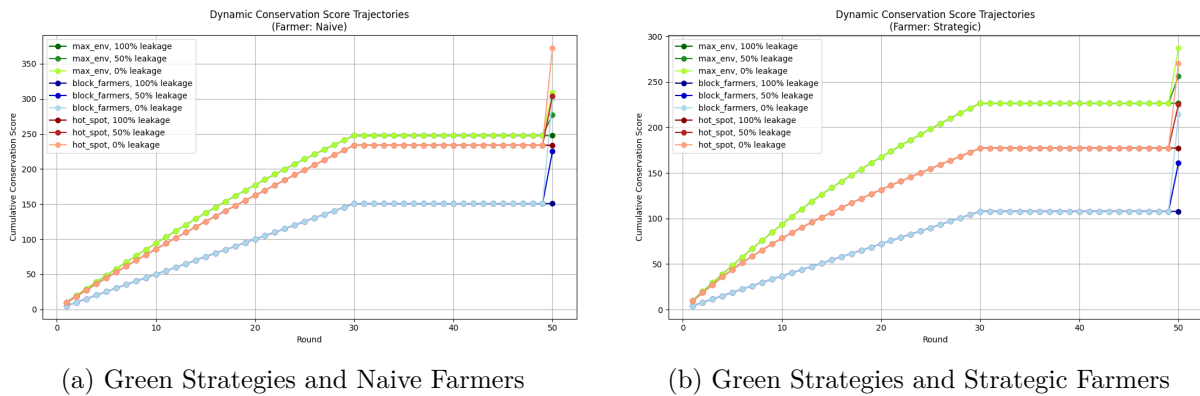 Dynamic Conservation Score Trajectories
(Farmer: Naive)
max_env, 100% leakage
max_env, 50% leakage
max_env, 0% leakage
block_farmers, 100% leakage
block_farmers, 50% leakage
block_farmers, 0% leakage
hot_spot, 100% leakage
hot_spot, 50% leakage
hot_spot, 0% leakage
Cumulative Conservation Score
350
300
250
200
150
100
50
0
0
10
20
30
40
50
Round
(a) Green Strategies and Naive Farmers
Dynamic Conservation Score Trajectories
(Farmer: Strategic)
max_env, 100% leakage
max_env, 50% leakage
max_env, 0% leakage
block_farmers, 100% leakage
block_farmers, 50% leakage
block_farmers, 0% leakage
hot_spot, 100% leakage
hot_spot, 50% leakage
hot_spot, 0% leakage
Cumulative Conservation Score
300
250
200
150
100
50
0
0
10
20
30
40
50
Round
(b) Green Strategies and Strategic Farmers